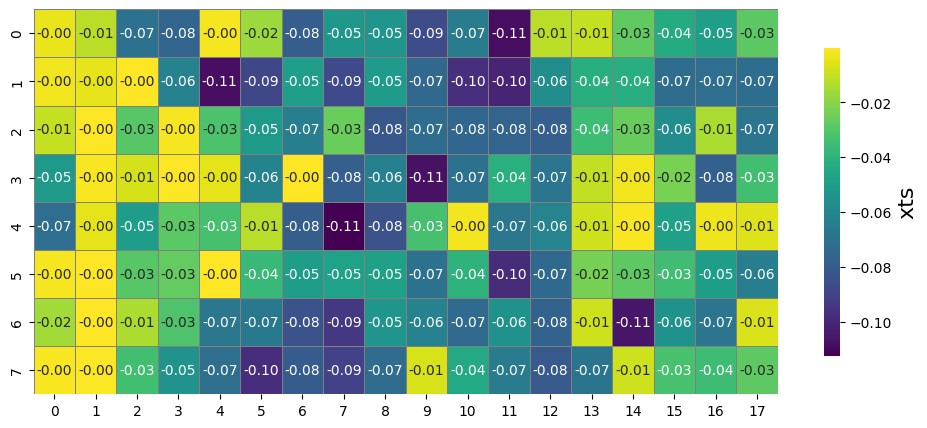 0 -0.00 -0.01 -0.07 -0.08 -0.00 -0.02 -0.08 -0.05 -0.05 -0.09 -0.07 -0.11 -0.01 -0.01 -0.03 -0.04 -0.05 -0.03
1 -0.00 -0.00 -0.00 -0.06 -0.11 -0.09 -0.05 -0.09 -0.05 -0.07 -0.10 -0.10 -0.06 -0.04 -0.04 -0.07 -0.07 -0.07
2 -0.01 -0.00 -0.03 -0.00 -0.03 -0.05 -0.07 -0.03 -0.08 -0.07 -0.08 -0.08 -0.08 -0.04 -0.03 -0.06 -0.01 -0.07
3 -0.05 -0.00 -0.01 -0.00 -0.00 -0.06 -0.00 -0.08 -0.06 -0.11 -0.07 -0.04 -0.07 -0.01 -0.00 -0.02 -0.08 -0.03
4 -0.07 -0.00 -0.05 -0.03 -0.03 -0.01 -0.08 -0.11 -0.08 -0.03 -0.00 -0.07 -0.06 -0.01 -0.00 -0.05 -0.00 -0.01
5 -0.00 -0.00 -0.03 -0.03 -0.00 -0.04 -0.05 -0.05 -0.05 -0.07 -0.04 -0.10 -0.07 -0.02 -0.03 -0.03 -0.05 -0.06
6 -0.02 -0.00 -0.01 -0.03 -0.07 -0.07 -0.08 -0.09 -0.05 -0.06 -0.07 -0.06 -0.08 -0.01 -0.11 -0.06 -0.07 -0.01
7 -0.00 -0.00 -0.03 -0.05 -0.07 -0.10 -0.08 -0.09 -0.07 -0.01 -0.04 -0.07 -0.08 -0.07 -0.01 -0.03 -0.04 -0.03
0 1 2 3 4 5 6 7 8 9 10 11 12 13 14 15 16 17
−0.02
−0.04
−0.06
−0.08
−0.10
xts